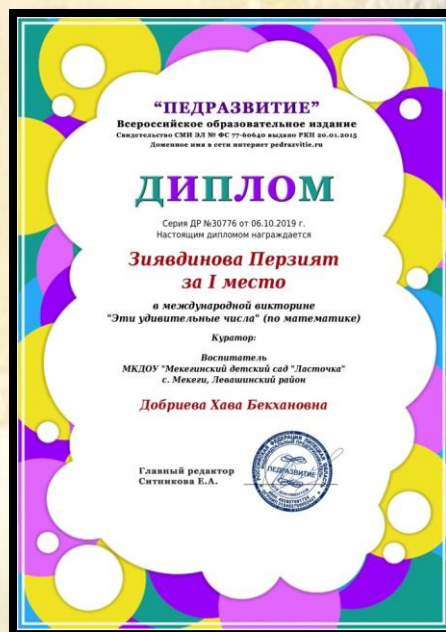 "ПЕДРАЗВИТИЕ"
Всероссийское образовательное издание
Свидетельство СМИ ЭЛ № ФС 77-60640 выдано РКН 20.01.2015
Доменное имя в сети интернет pedrazvitie.ru
ДИПЛОМ
Серия ДР №30776 от 06.10.2019 г.
Настоящим дипломом награждается
Зиявдинова Перзият
за I место
в международной викторине
"Эти удивительные числа" (по математике)
Куратор:
Воспитатель
МКДОУ "Мекегинский детский сад "Ласточка"
с. Мекеги, Левашинский район
Добриева Хава Бекхановна
Главный редактор
Ситникова Е.А.
ПЕДРАЗВИТИЕ